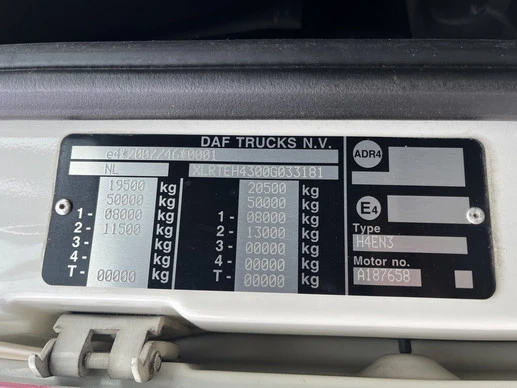 DAF TRUCKS N.V.
e4*2007/46*0001
NL XLRTEH4300G033181
19500 kg 20500 kg
50000 kg 50000 kg
1- 08000 kg 1- 08000 kg
2- 11500 kg 2- 13000 kg
3- kg 3- 00000 kg
4- kg 4- 00000 kg
T- 00000 kg T- 00000 kg
ADR4
E4
Type
H4EN3
Motor no.
A187658